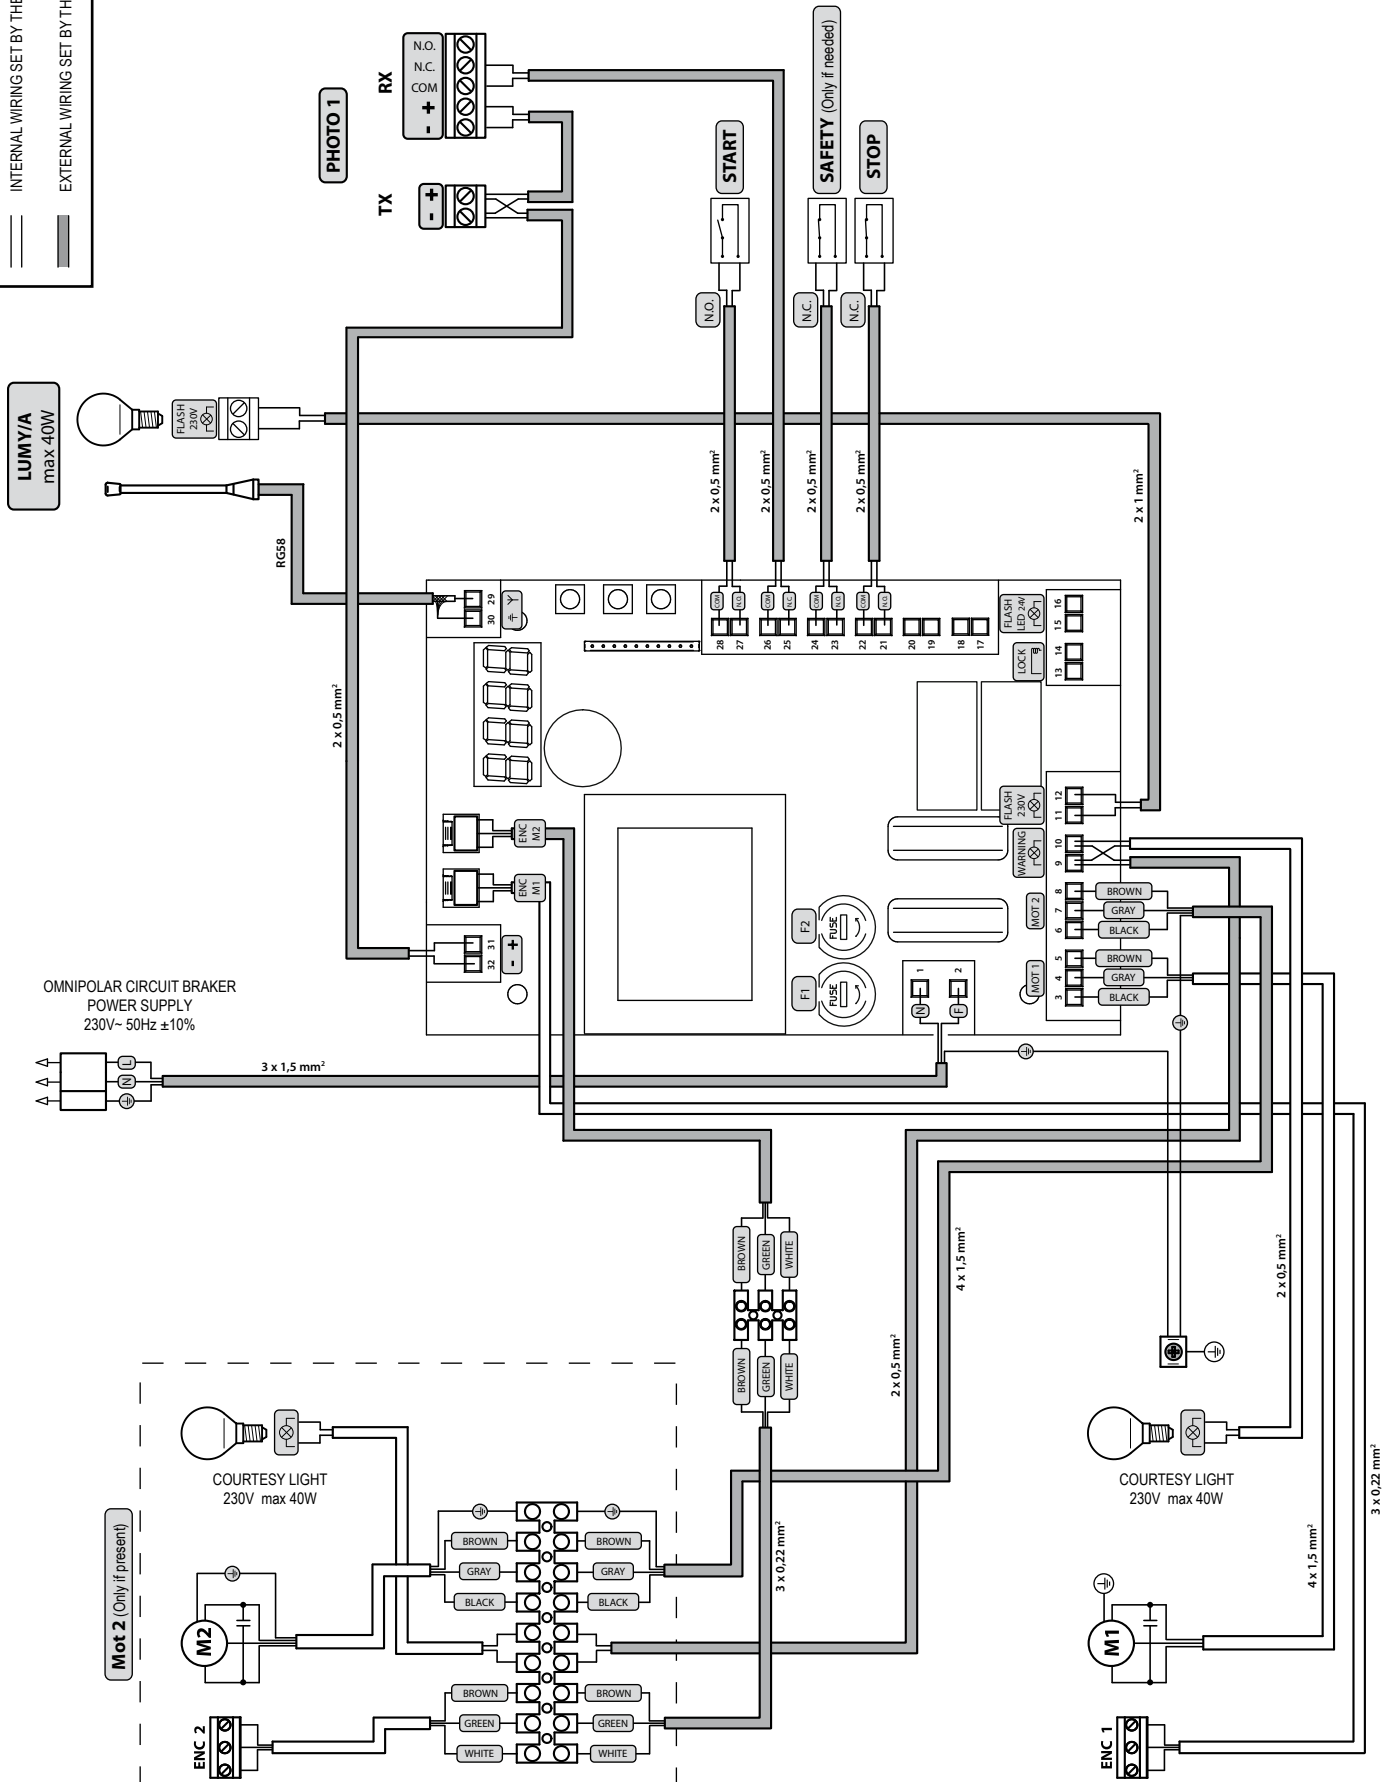 INTERNAL WIRING SET BY THE
EXTERNAL WIRING SET BY TH
PHOTO 1
RX
N.O.
N.C.
COM
- +
TX
- +
START
SAFETY (Only if needed)
STOP
N.O.
N.C.
N.C.
LUMY/A
max 40W
FLASH
230V
RG58
2 x 0,5 mm²
2 x 0,5 mm²
2 x 0,5 mm²
2 x 0,5 mm²
2 x 0,5 mm²
2 x 1 mm²
30 29
Y
COM
N.O.
COM
N.C.
COM
N.O.
COM
N.O.
28
27
26
25
24
23
22
21
20
19
18
17
FLASH
LED 24V
LOCK
16
15
14
13
ENC
M2
ENC
M1
32 31
- +
F2
FUSE
F1
FUSE
1
2
N
F
FLASH
230V
WARNING
MOT 2
MOT 1
12
11
10
9
8
7
6
5
4
3
BROWN
GRAY
BLACK
BROWN
GRAY
BLACK
OMNIPOLAR CIRCUIT BRAKER
POWER SUPPLY
230V~ 50Hz ±10%
L
N
3 x 1,5 mm²
BROWN
GREEN
WHITE
BROWN
GREEN
WHITE
4 x 1,5 mm²
2 x 0,5 mm²
2 x 0,5 mm²
3 x 0,22 mm²
4 x 1,5 mm²
3 x 0,22 mm²
Mot 2 (Only if present)
COURTESY LIGHT
230V max 40W
BROWN
GRAY
BLACK
BROWN
GRAY
BLACK
M2
ENC 2
BROWN
GREEN
WHITE
BROWN
GREEN
WHITE
COURTESY LIGHT
230V max 40W
M1
ENC 1